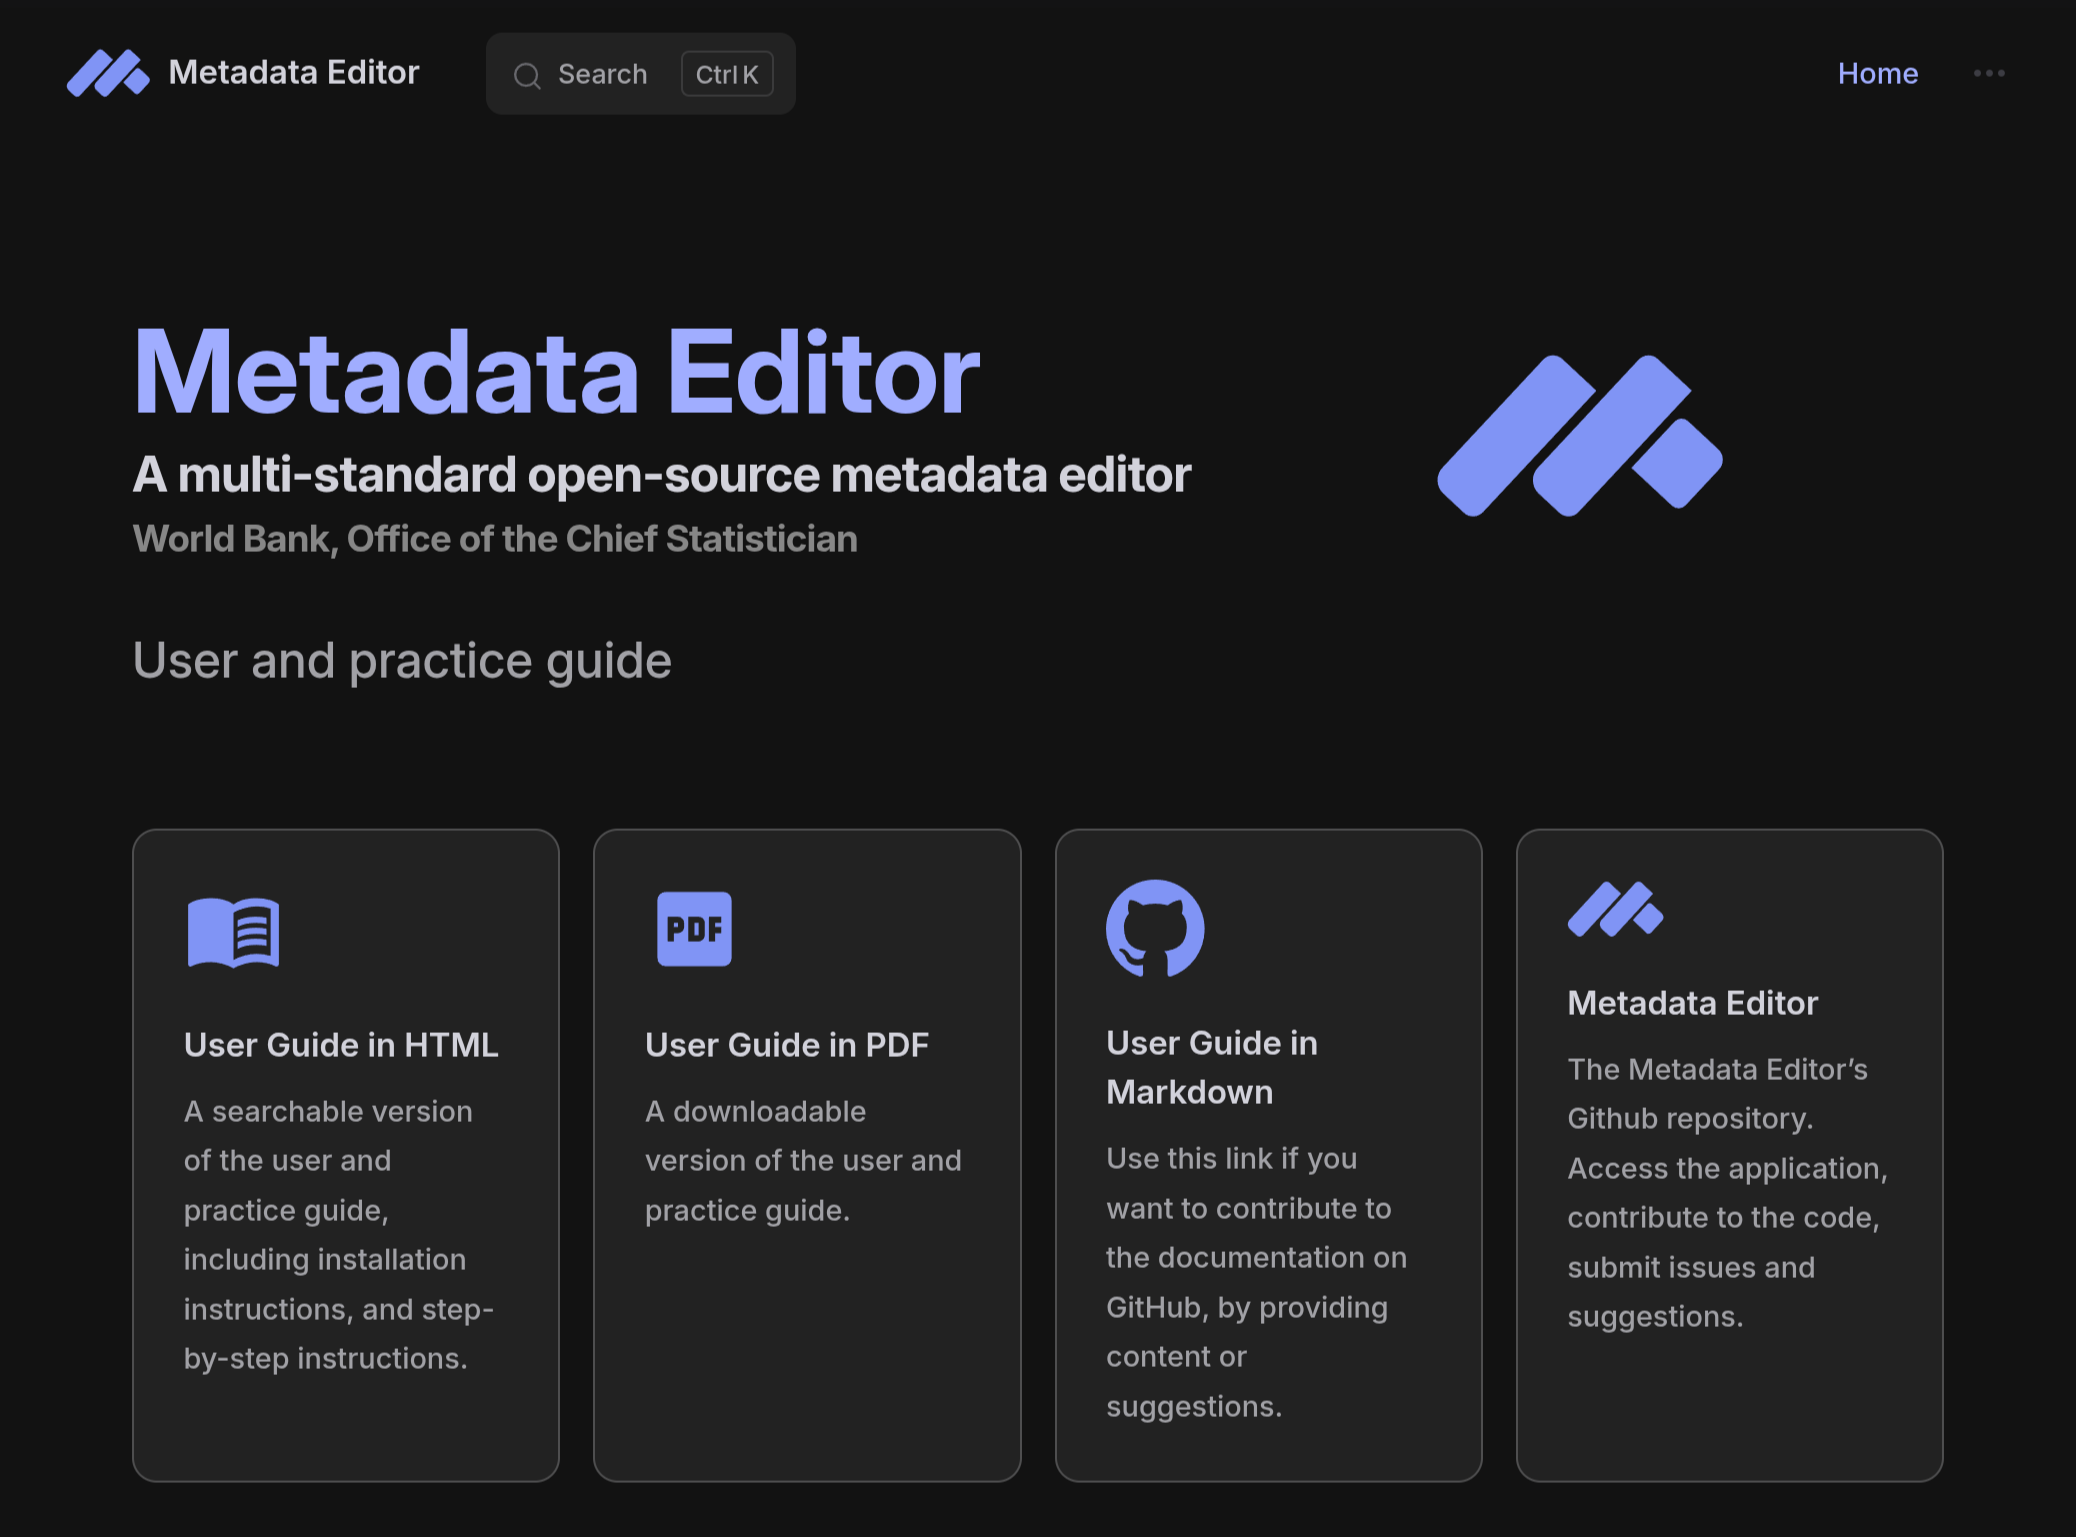 Metadata Editor
Search
Ctrl K
Home
Metadata Editor
A multi-standard open-source metadata editor
World Bank, Office of the Chief Statistician
User and practice guide
PDF
User Guide in HTML
A searchable version
of the user and
practice guide,
including installation
instructions, and step-
by-step instructions.
User Guide in PDF
A downloadable
version of the user and
practice guide.
User Guide in
Markdown
Use this link if you
want to contribute to
the documentation on
GitHub, by providing
content or
suggestions.
Metadata Editor
The Metadata Editor’s
Github repository.
Access the application,
contribute to the code,
submit issues and
suggestions.